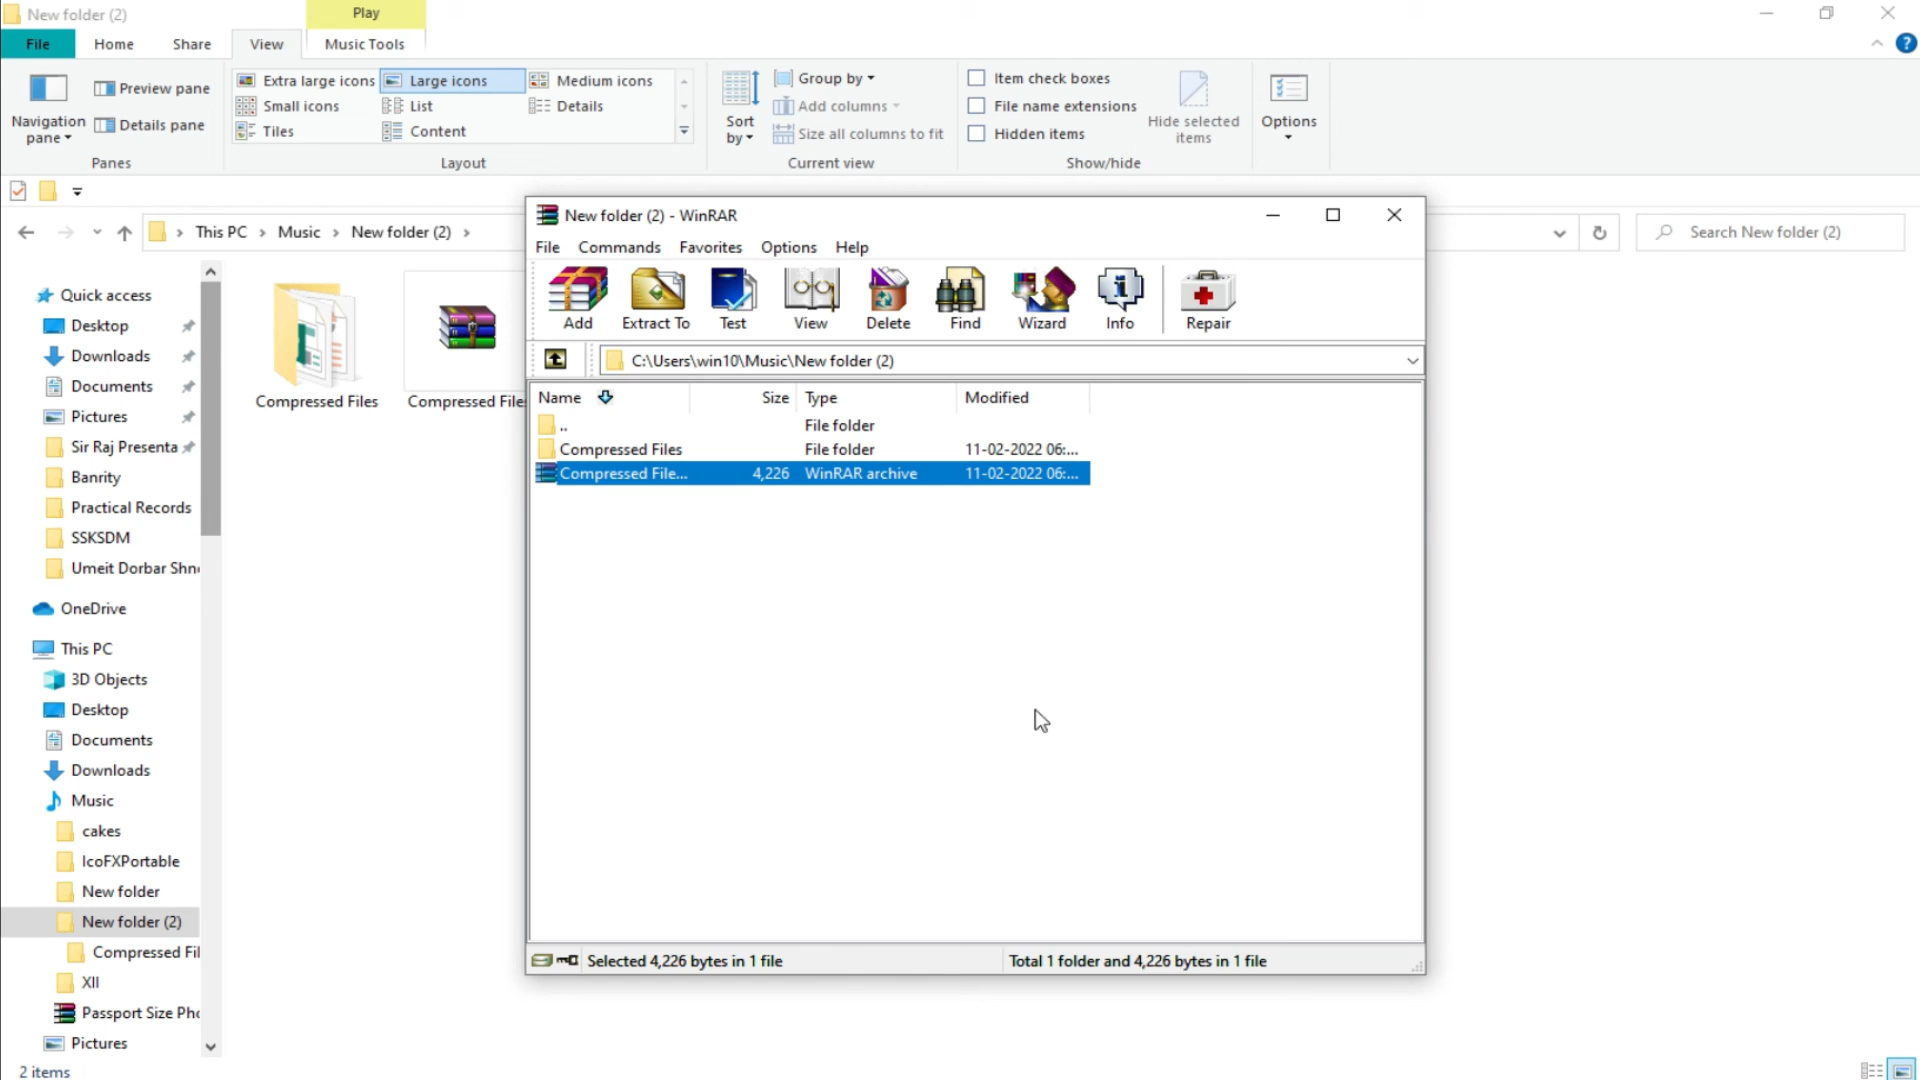 New folder (2)
Play
File
Home
Share
View
Music Tools
Navigation pane
Preview pane
Details pane
Panes
Extra large icons
Large icons
Medium icons
Small icons
List
Details
Tiles
Content
Layout
Sort by
Group by
Add columns
Size all columns to fit
Current view
Item check boxes
File name extensions
Hidden items
Hide selected items
Show/hide
Options
This PC > Music > New folder (2) >
Search New folder (2)
Quick access
Desktop
Downloads
Documents
Pictures
Sir Raj Presenta
Banrity
Practical Records
SSKSDM
Umeit Dorbar Shn
OneDrive
This PC
3D Objects
Desktop
Documents
Downloads
Music
cakes
IcoFXPortable
New folder
New folder (2)
Compressed Fil
XII
Passport Size Pho
Pictures
2 items
Compressed Files
Compressed File
New folder (2) - WinRAR
File
Commands
Favorites
Options
Help
Add
Extract To
Test
View
Delete
Find
Wizard
Info
Repair
C:\Users\win10\Music\New folder (2)
Name
Size
Type
Modified
.. File folder
Compressed Files File folder 11-02-2022 06:...
Compressed File... 4,226 WinRAR archive 11-02-2022 06:...
Selected 4,226 bytes in 1 file
Total 1 folder and 4,226 bytes in 1 file